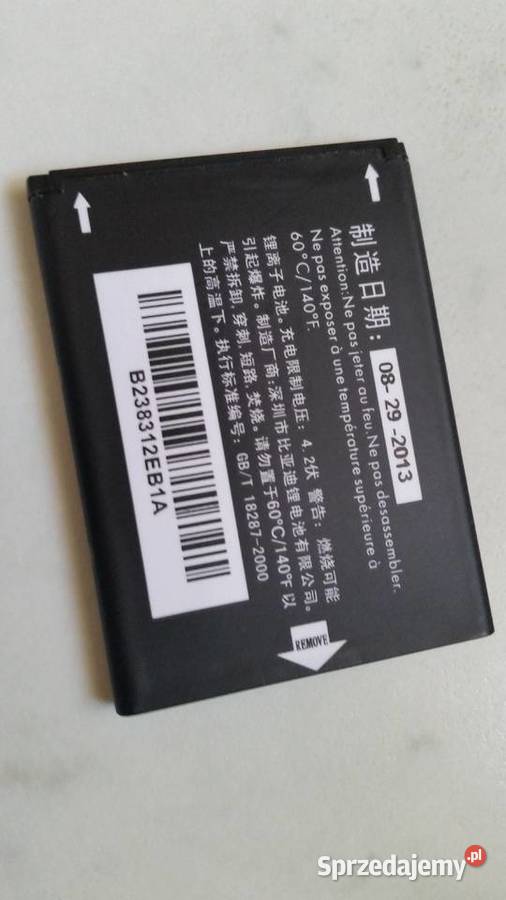 制造日期: 08-29-2013
Attention:Ne pas jeter au feu.Ne pas desassembler.
Ne pas exposer à une température supérieure à
60°C/140°F.
锂离子电池。充电限制电压: 4.2伏 警告: 燃烧可能
引起爆炸。制造厂商:深圳市比亚迪锂电池有限公司。
严禁拆卸, 穿刺, 短路, 焚烧。请勿置于60°C/140°F 以
上的高温下。执行标准编号: GB/T 18287-2000
B238312EB1A
REMOVE
Sprzedajemy.pl